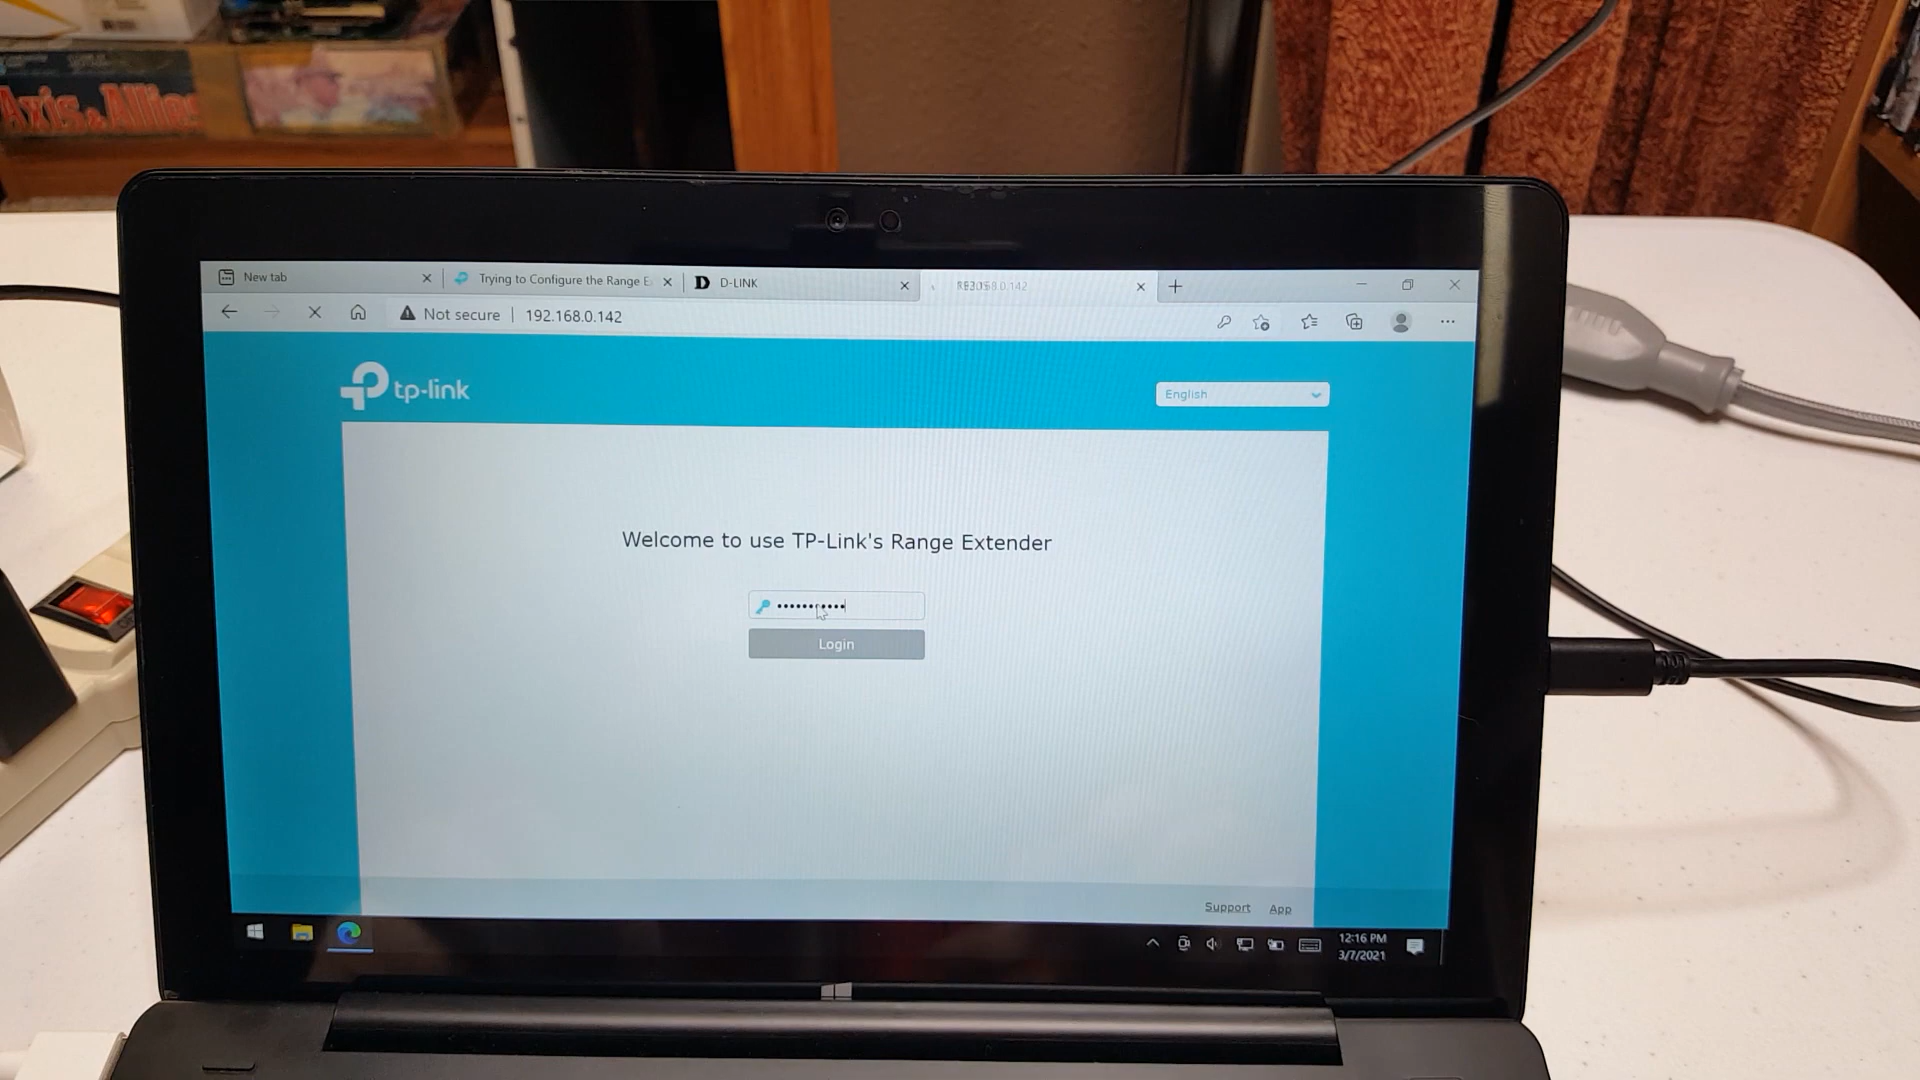 Axis & Allies
New tab
Trying to Configure the Range E
D-LINK
Not secure
192.168.0.142
tp-link
English
Welcome to use TP-Link's Range Extender
Login
Support
App
12:16 PM
3/7/2021